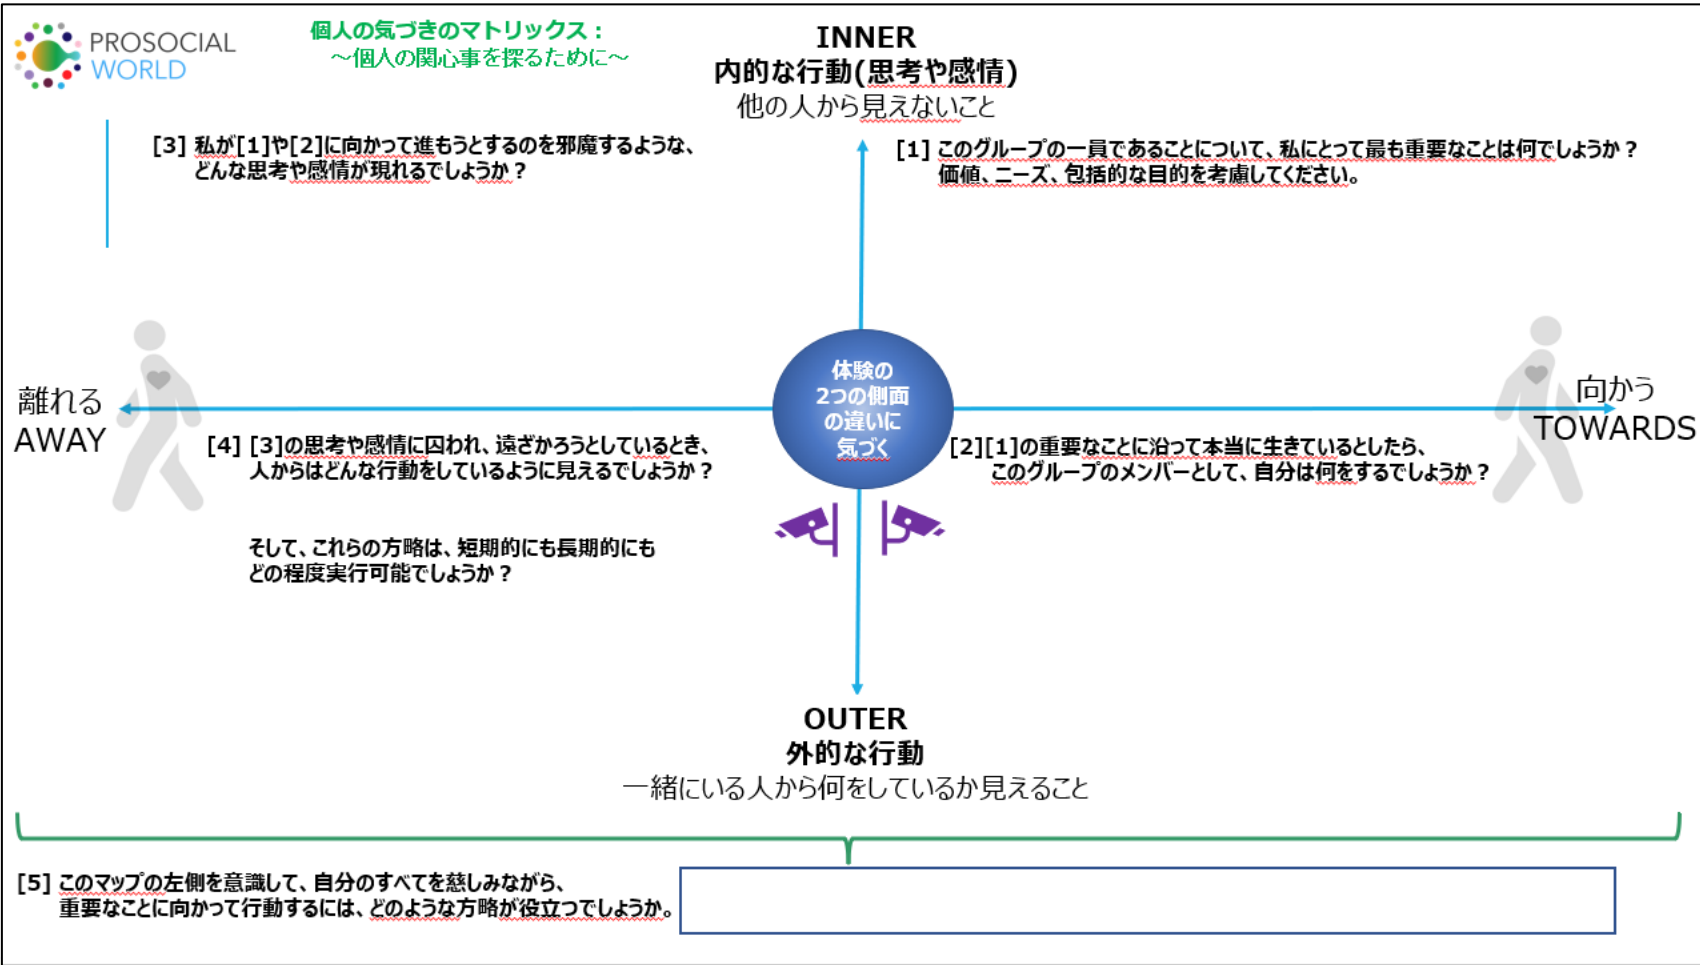 PROSOCIAL
WORLD
個人の気づきのマトリックス：
～個人の関心事を探るために～
INNER
内的な行動(思考や感情)
他の人から見えないこと
[3] 私が[1]や[2]に向かって進もうとするのを邪魔するような、
どんな思考や感情が現れるでしょうか？
[1] このグループの一員であることについて、私にとって最も重要なことは何でしょうか？
価値、ニーズ、包括的な目的を考慮してください。
離れる
AWAY
体験の
2つの側面
の違いに
気づく
向かう
TOWARDS
[4] [3]の思考や感情に囚われ、遠ざかろうとしているとき、
人からはどんな行動をしているように見えるでしょうか？
[2][1]の重要なことに沿って本当に生きているとしたら、
このグループのメンバーとして、自分は何をするでしょうか？
そして、これらの方略は、短期的にも長期的にも
どの程度実行可能でしょうか？
OUTER
外的な行動
一緒にいる人から何をしているか見えること
[5] このマップの左側を意識して、自分のすべてを慈しみながら、
重要なことに向かって行動するには、どのような方略が役立つでしょうか。